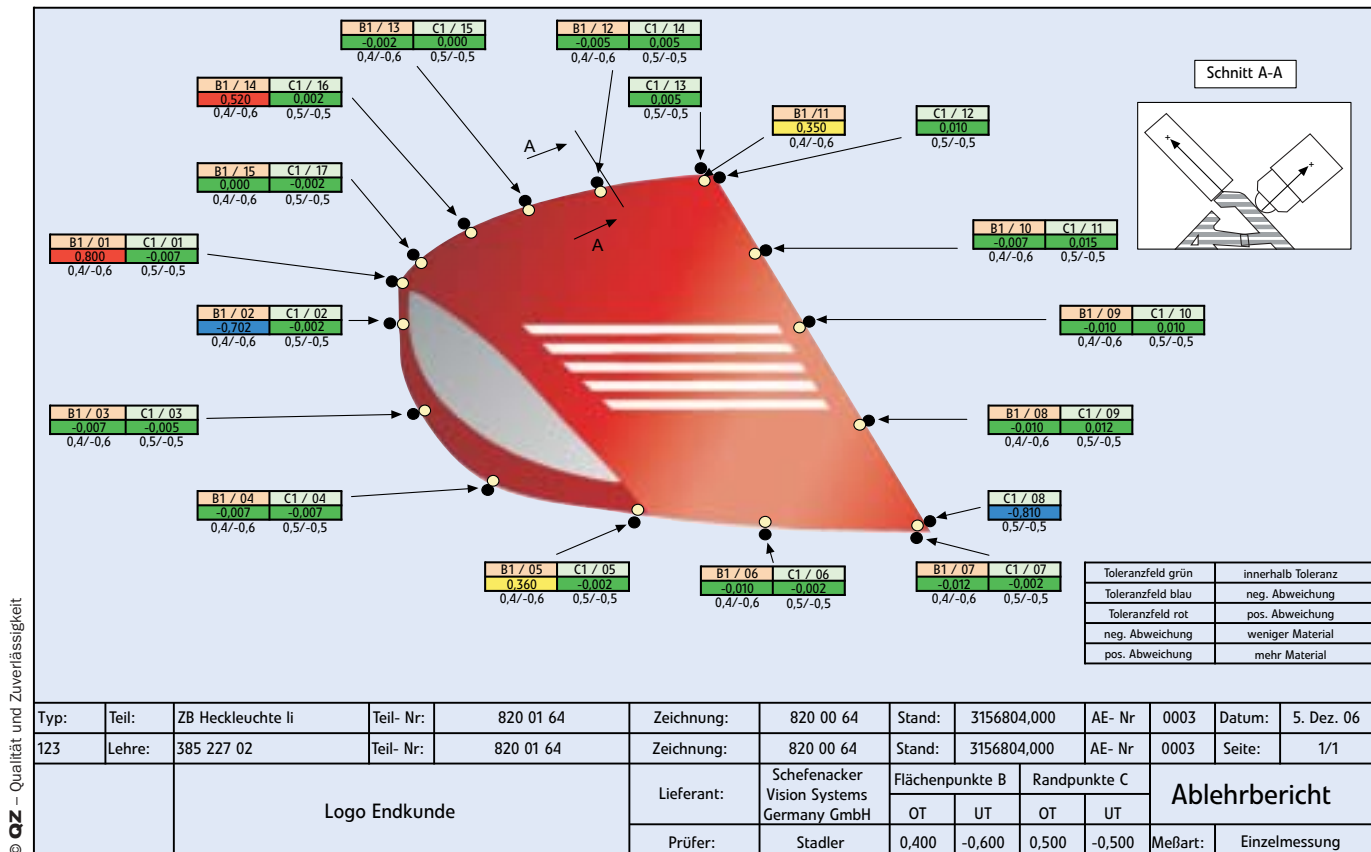 B1 / 13 C1 / 15
-0,002 0,000
0,4/-0,6 0,5/-0,5
B1 / 12 C1 / 14
-0,005 0,005
0,4/-0,6 0,5/-0,5
B1 / 14 C1 / 16
0,520 0,002
0,4/-0,6 0,5/-0,5
C1 / 13
0,005
0,5/-0,5
B1 /11
0,350
0,4/-0,6
C1 / 12
0,010
0,5/-0,5
Schnitt A-A
A
A
B1 / 15 C1 / 17
0,000 -0,002
0,4/-0,6 0,5/-0,5
B1 / 01 C1 / 01
0,800 -0,007
0,4/-0,6 0,5/-0,5
B1 / 10 C1 / 11
-0,007 0,015
0,4/-0,6 0,5/-0,5
B1 / 02 C1 / 02
-0,702 -0,002
0,4/-0,6 0,5/-0,5
B1 / 09 C1 / 10
-0,010 0,010
0,4/-0,6 0,5/-0,5
B1 / 03 C1 / 03
-0,007 -0,005
0,4/-0,6 0,5/-0,5
B1 / 08 C1 / 09
-0,010 0,012
0,4/-0,6 0,5/-0,5
B1 / 04 C1 / 04
-0,007 -0,007
0,4/-0,6 0,5/-0,5
C1 / 08
-0,810
0,5/-0,5
B1 / 05 C1 / 05
0,360 -0,002
0,4/-0,6 0,5/-0,5
B1 / 06 C1 / 06
-0,010 -0,002
0,4/-0,6 0,5/-0,5
B1 / 07 C1 / 07
-0,012 -0,002
0,4/-0,6 0,5/-0,5
Toleranzfeld grün innerhalb Toleranz
Toleranzfeld blau neg. Abweichung
Toleranzfeld rot pos. Abweichung
neg. Abweichung weniger Material
pos. Abweichung mehr Material
Typ: Teil: ZB Heckleuchte li Teil- Nr: 820 01 64 Zeichnung: 820 00 64 Stand: 3156804,000 AE- Nr 0003 Datum: 5. Dez. 06
123 Lehre: 385 227 02 Teil- Nr: 820 01 64 Zeichnung: 820 00 64 Stand: 3156804,000 AE- Nr 0003 Seite: 1/1
Logo Endkunde
Lieferant:
Schefenacker
Vision Systems
Germany GmbH
Flächenpunkte B Randpunkte C
OT UT OT UT
Ablehrbericht
Prüfer: Stadler 0,400 -0,600 0,500 -0,500 Meßart: Einzelmessung
© QZ – Qualität und Zuverlässigkeit